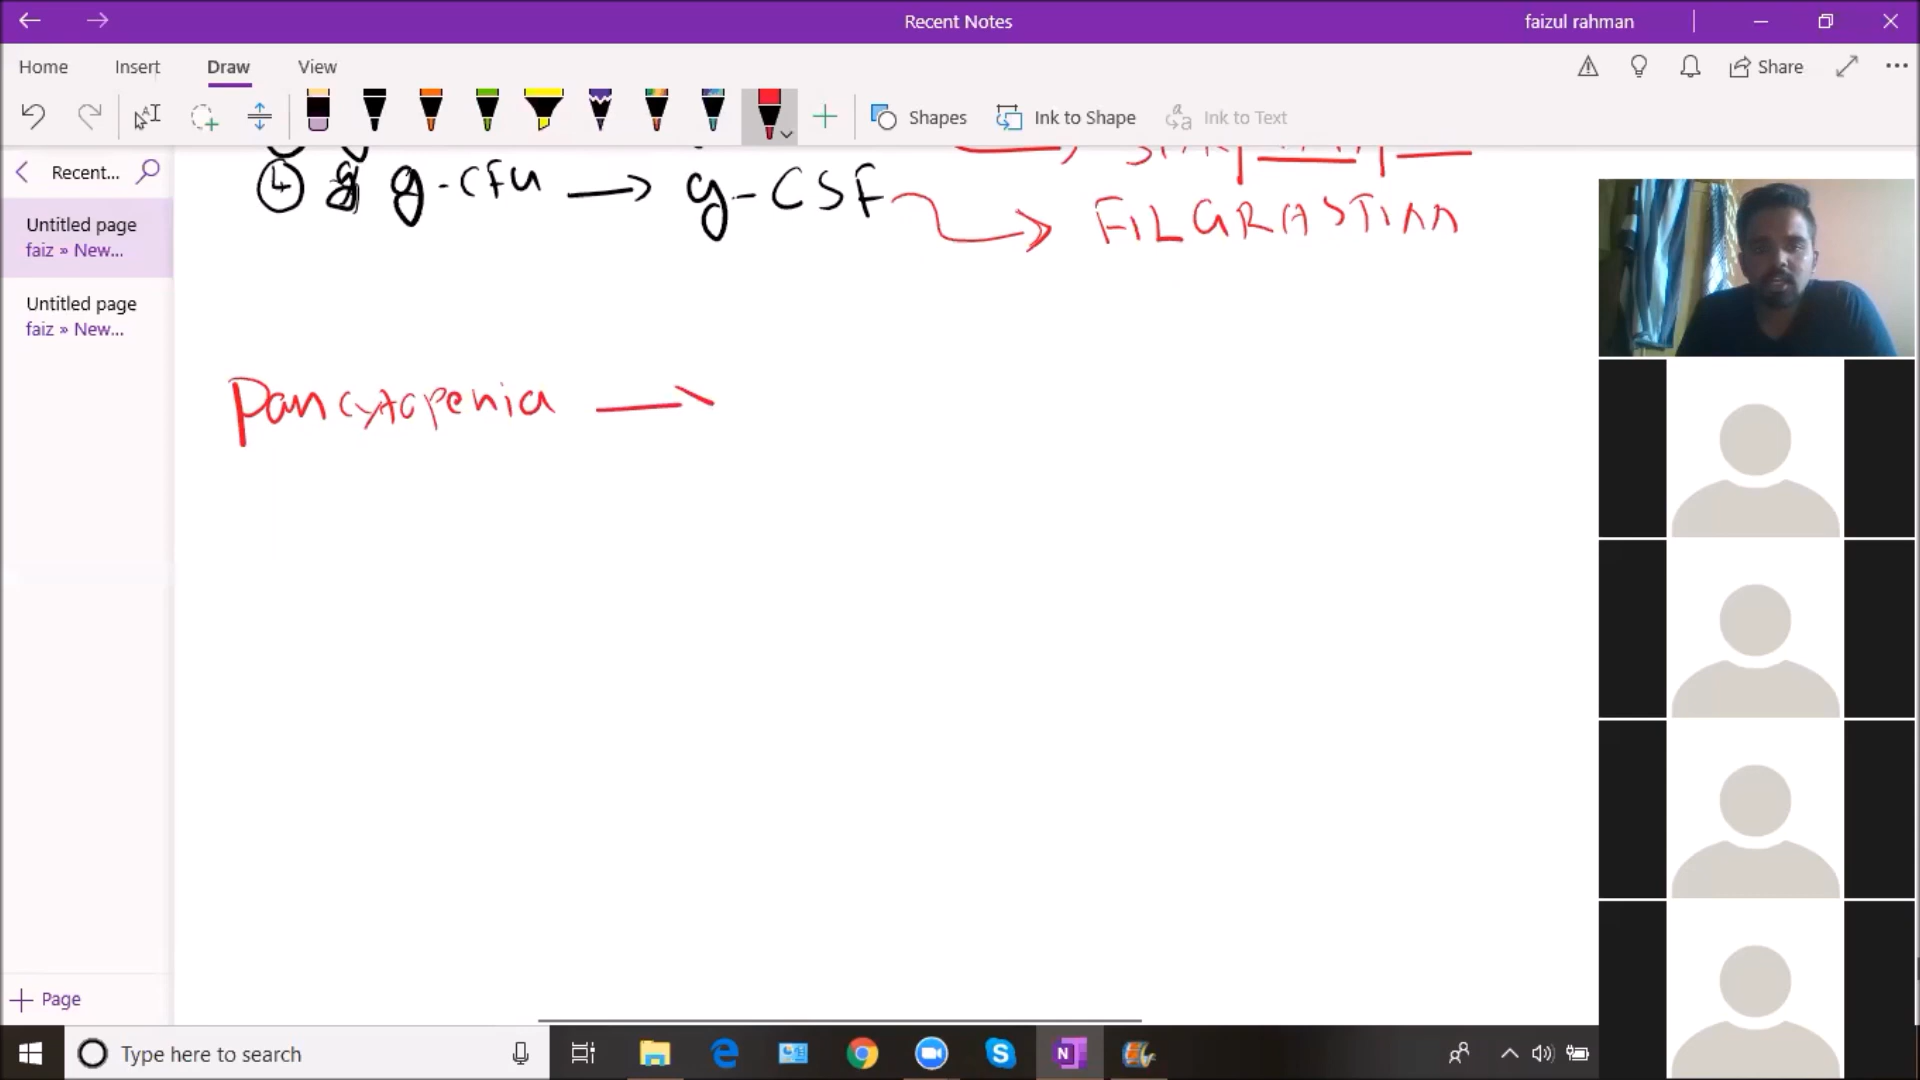 Recent Notes
faizul rahman
Home Insert Draw View
Share
Shapes
Ink to Shape
Ink to Text
Recent...
Untitled page
faiz » New...
Untitled page
faiz » New...
④ g-CFU → g-CSF
FILGRASTIM
Pancytopenia
Page
Type here to search